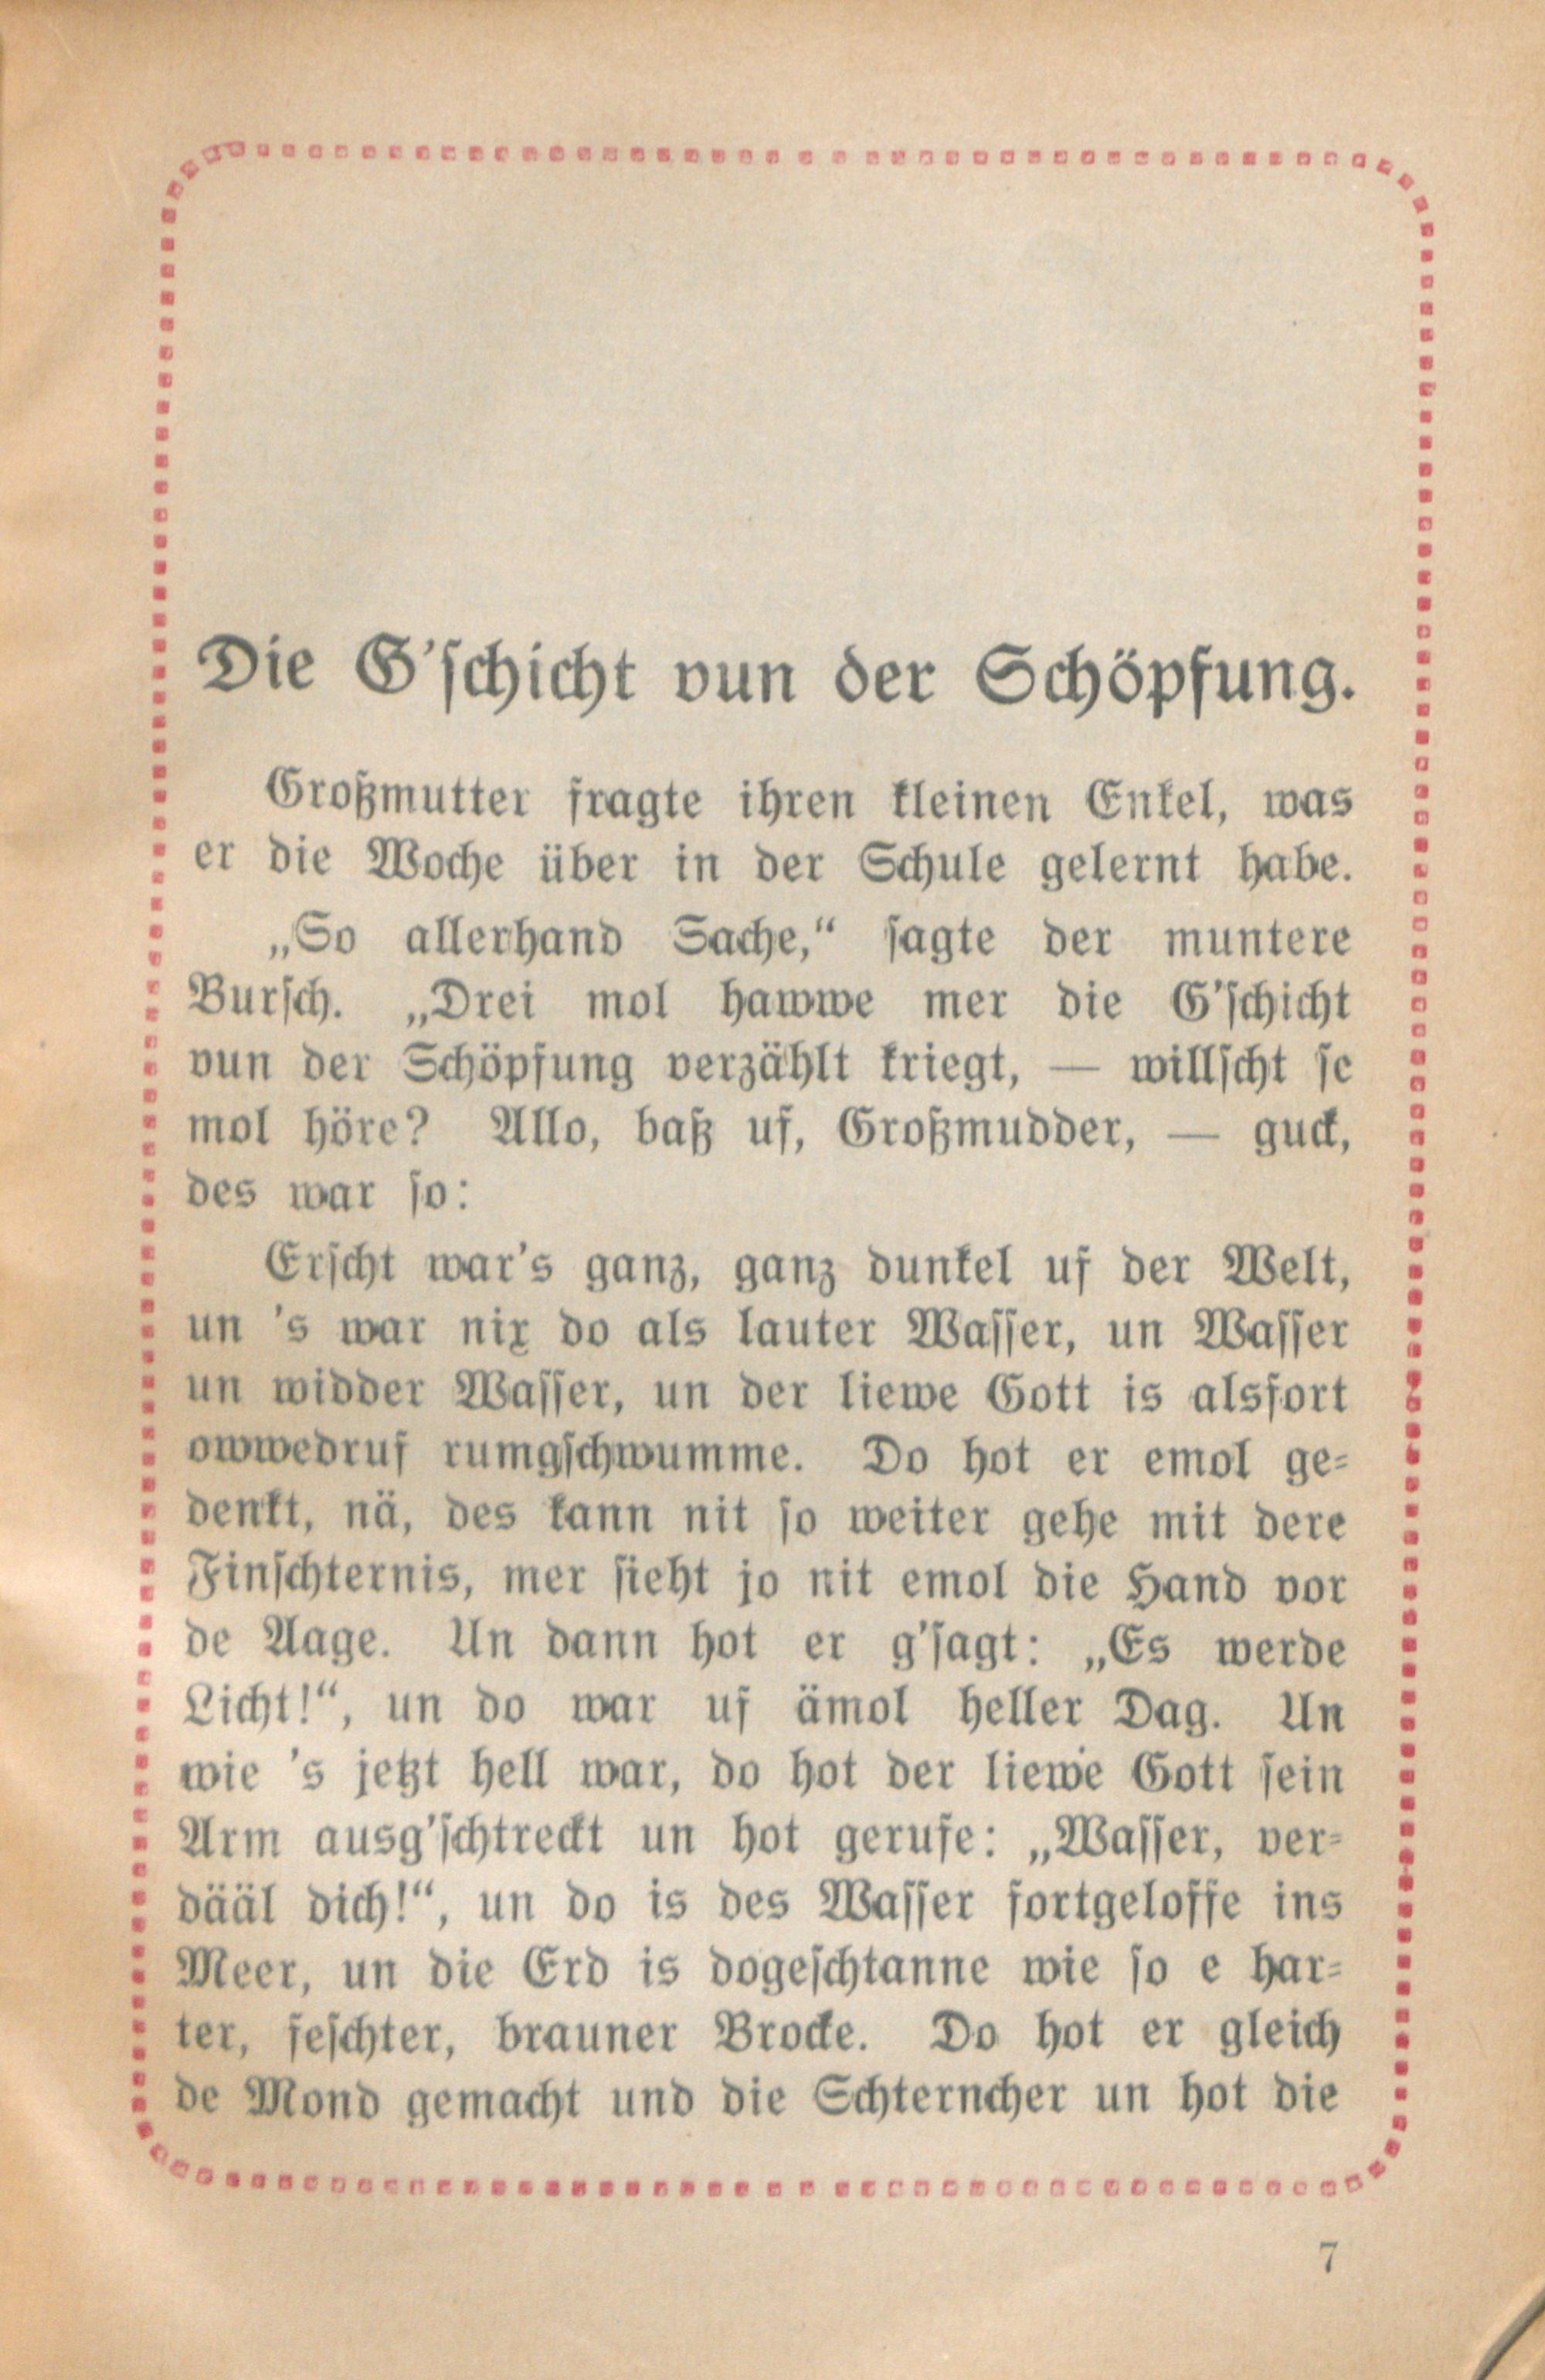 Die G'schicht vun der Schöpfung.
Großmutter fragte ihren kleinen Enkel, was
er die Woche über in der Schule gelernt habe.
„So allerhand Sache,“ sagte der muntere
Bursch. „Drei mol hawwe mer die G'schicht
vun der Schöpfung verzählt kriegt, — willscht se
mol höre? Allo, baß uf, Großmudder, — guck,
des war so:
Erscht war's ganz, ganz dunkel uf der Welt,
un 's war nix do als lauter Wasser, un Wasser
un widder Wasser, un der liewe Gott is alsfort
owwedruf rumgschwumme. Do hot er emol ge-
denkt, nä, des kann nit so weiter gehe mit dere
Finschternis, mer sieht jo nit emol die Hand vor
de Aage. Un dann hot er g'sagt: „Es werde
Licht!“, un do war uf ämol heller Dag. Un
wie 's jetzt hell war, do hot der liewe Gott sein
Arm ausg'schtreckt un hot gerufe: „Wasser, ver-
dääl dich!“, un do is des Wasser fortgeloffe ins
Meer, un die Erd is dogeschtanne wie so e har-
ter, feschter, brauner Brocke. Do hot er gleich
de Mond gemacht und die Schterncher un hot die
7